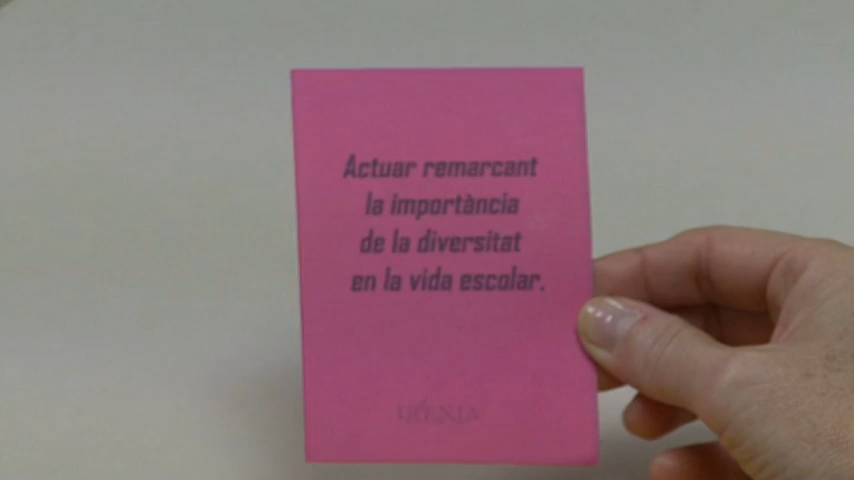 Actuar remarcant
la importància
de la diversitat
en la vida escolar.